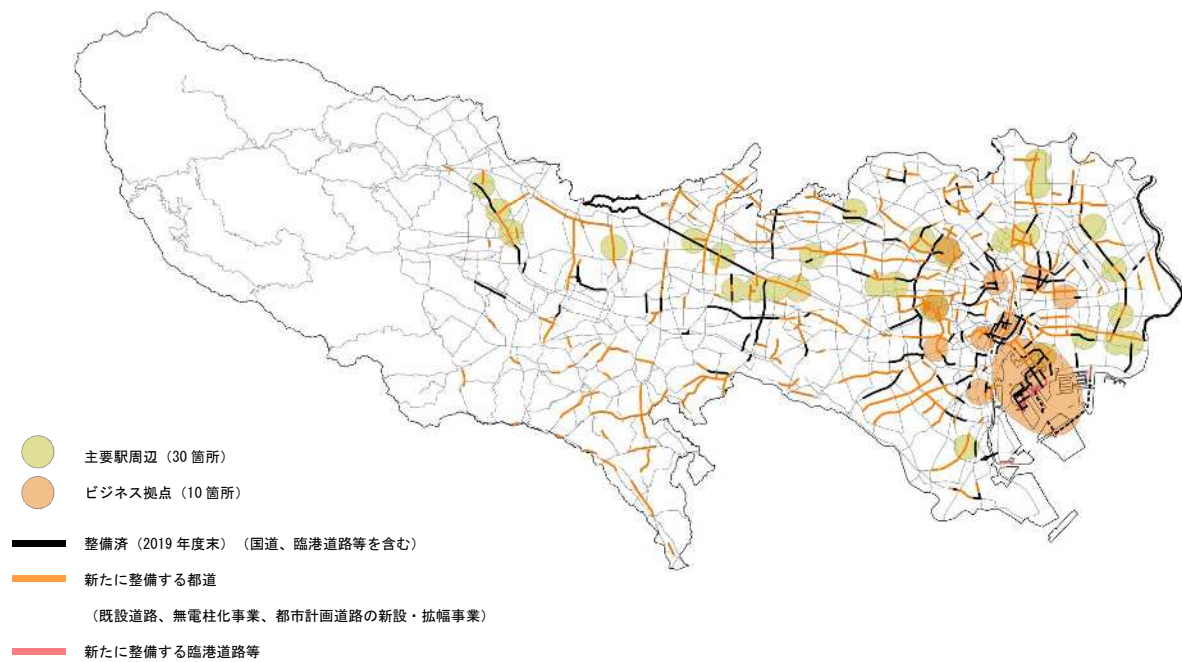 主要駅周辺（30 箇所）
ビジネス拠点（10 箇所）
整備済（2019 年度末）（国道、臨港道路等を含む）
新たに整備する都道
（既設道路、無電柱化事業、都市計画道路の新設・拡幅事業）
新たに整備する臨港道路等